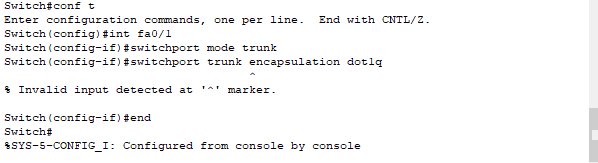 Switch#conf t
Enter configuration commands, one per line.  End with CNTL/Z.
Switch(config)#int fa0/1
Switch(config-if)#switchport mode trunk
Switch(config-if)#switchport trunk encapsulation dot1q
                                     ^
% Invalid input detected at '^' marker.
Switch(config-if)#end
Switch#
%SYS-5-CONFIG_I: Configured from console by console